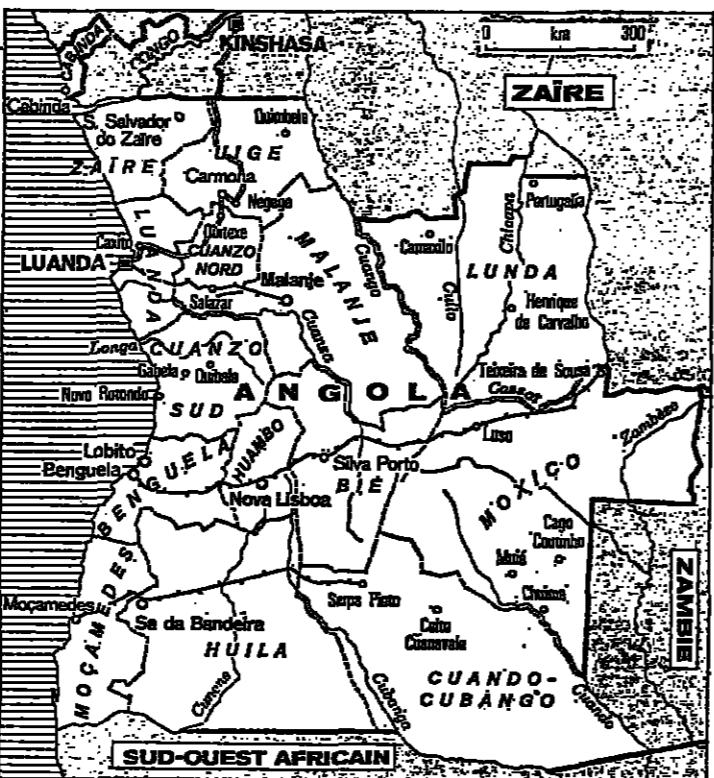 CABINDA
CONGO
KINSHASA
0 km 300
ZAÏRE
Cabinda
S. Salvador
do Zaïre
Quimbele
ZAÏRE
UIGE
Carmona
Negage
Portugalia
LUANDA
Caxito
CUANZO
NORD
MALANJE
Cuango
Camaxilo
Chicapa
LUNDA
LUANDA
Malanje
Salazar
Cuilo
Henrique
de Carvalho
Longa
CUANZO
Cuanza
Gabela
Quibala
Teixeira de Sousa
ANGOLA
Cassai
Novo Redondo
SUD
Luso
Zambèze
Lobito
Benguela
BENGUELA
HUAMBO
Silva Porto
BIÉ
Nova Lisboa
MOXICO
Gago
Coutinho
Muié
Chiume
ZAMBIE
Moçamedes
MOÇAMEDES
Sa da Bandeira
Serpa Pinto
Cuito
Cuanavale
HUILA
CUANDO-
CUBANGO
Cunene
Cubango
Cuando
SUD-OUEST AFRICAIN